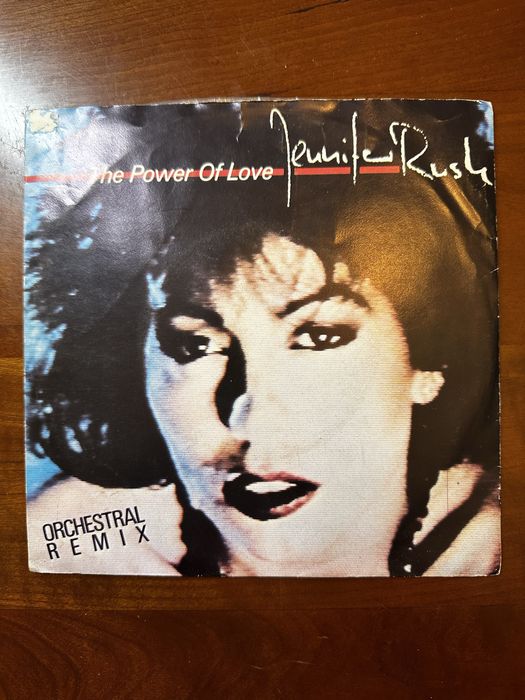 The Power Of Love Jennifer Rush
ORCHESTRAL
REMIX